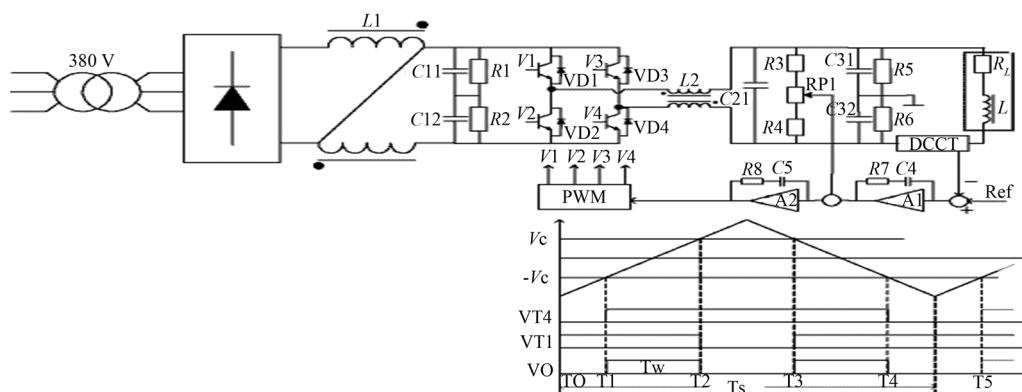 L1
380 V
C11
R1
C12
R2
V1
V3
VD1
VD3
V2
V4
VD2
VD4
L2
C21
R3
RP1
R4
C31
R5
C32
R6
RL
L
DCCT
V1 V2 V3 V4
PWM
R8
C5
A2
R7
C4
A1
−
+
Ref
Vc
-Vc
VT4
VT1
VO
Tw
TO
T1
T2
T3
T4
T5
Ts